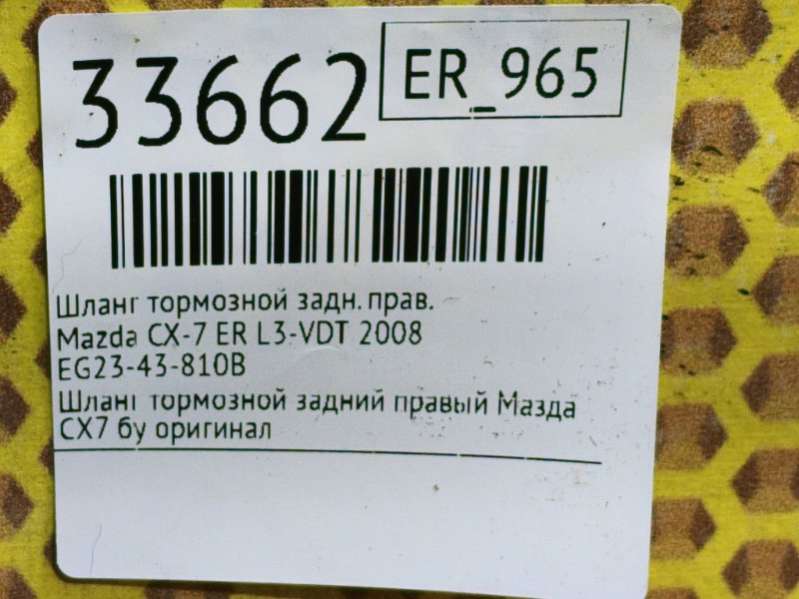 33662 ER_965
Шланг тормозной задн. прав.
Mazda CX-7 ER L3-VDT 2008
EG23-43-810B
Шланг тормозной задний правый Мазда
СХ7 бу оригинал